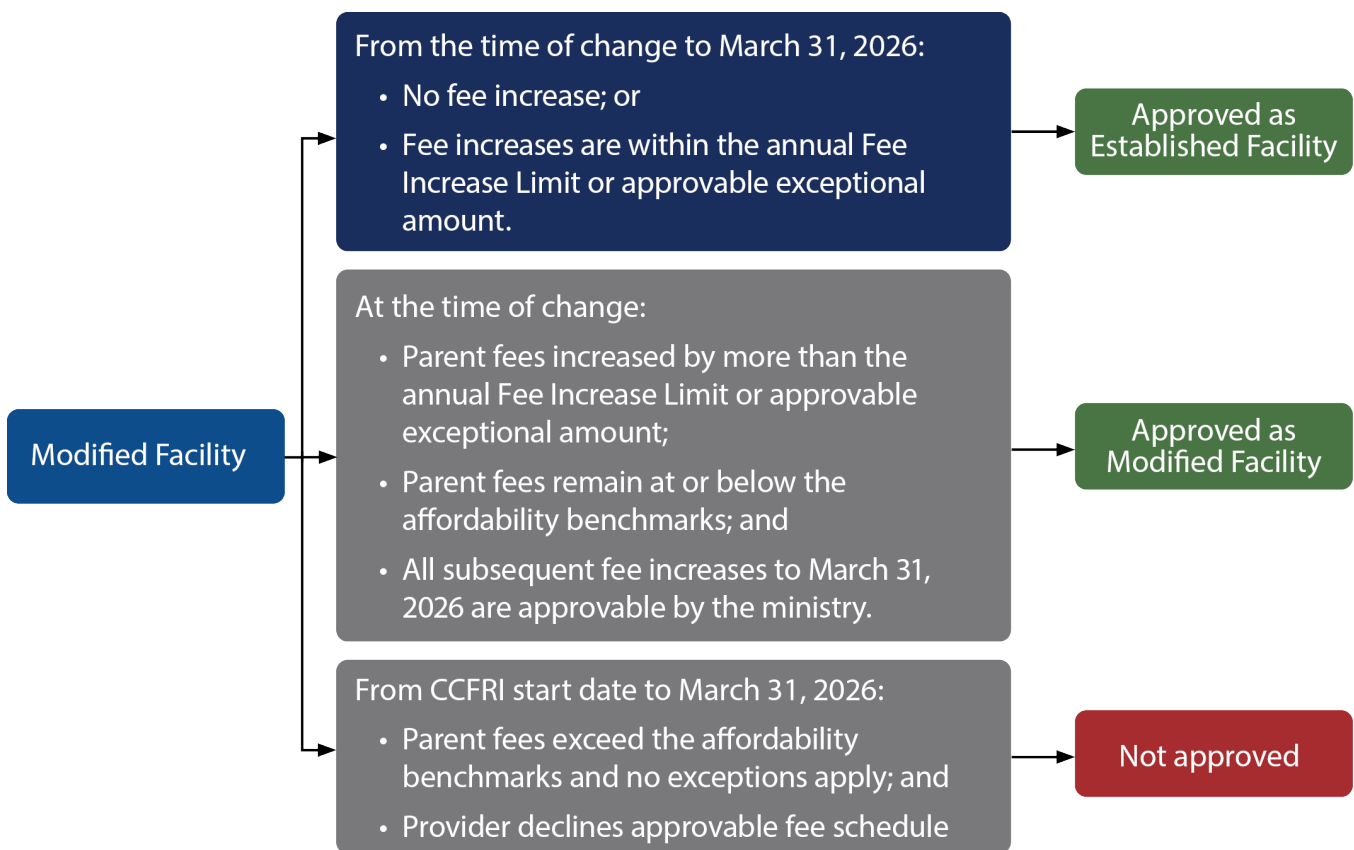 From the time of change to March 31, 2026:
• No fee increase; or
• Fee increases are within the annual Fee
Increase Limit or approvable exceptional
amount.
Approved as
Established Facility
Modified Facility
At the time of change:
• Parent fees increased by more than the
annual Fee Increase Limit or approvable
exceptional amount;
• Parent fees remain at or below the
affordability benchmarks; and
• All subsequent fee increases to March 31,
2026 are approvable by the ministry.
Approved as
Modified Facility
From CCFRI start date to March 31, 2026:
• Parent fees exceed the affordability
benchmarks and no exceptions apply; and
• Provider declines approvable fee schedule
Not approved